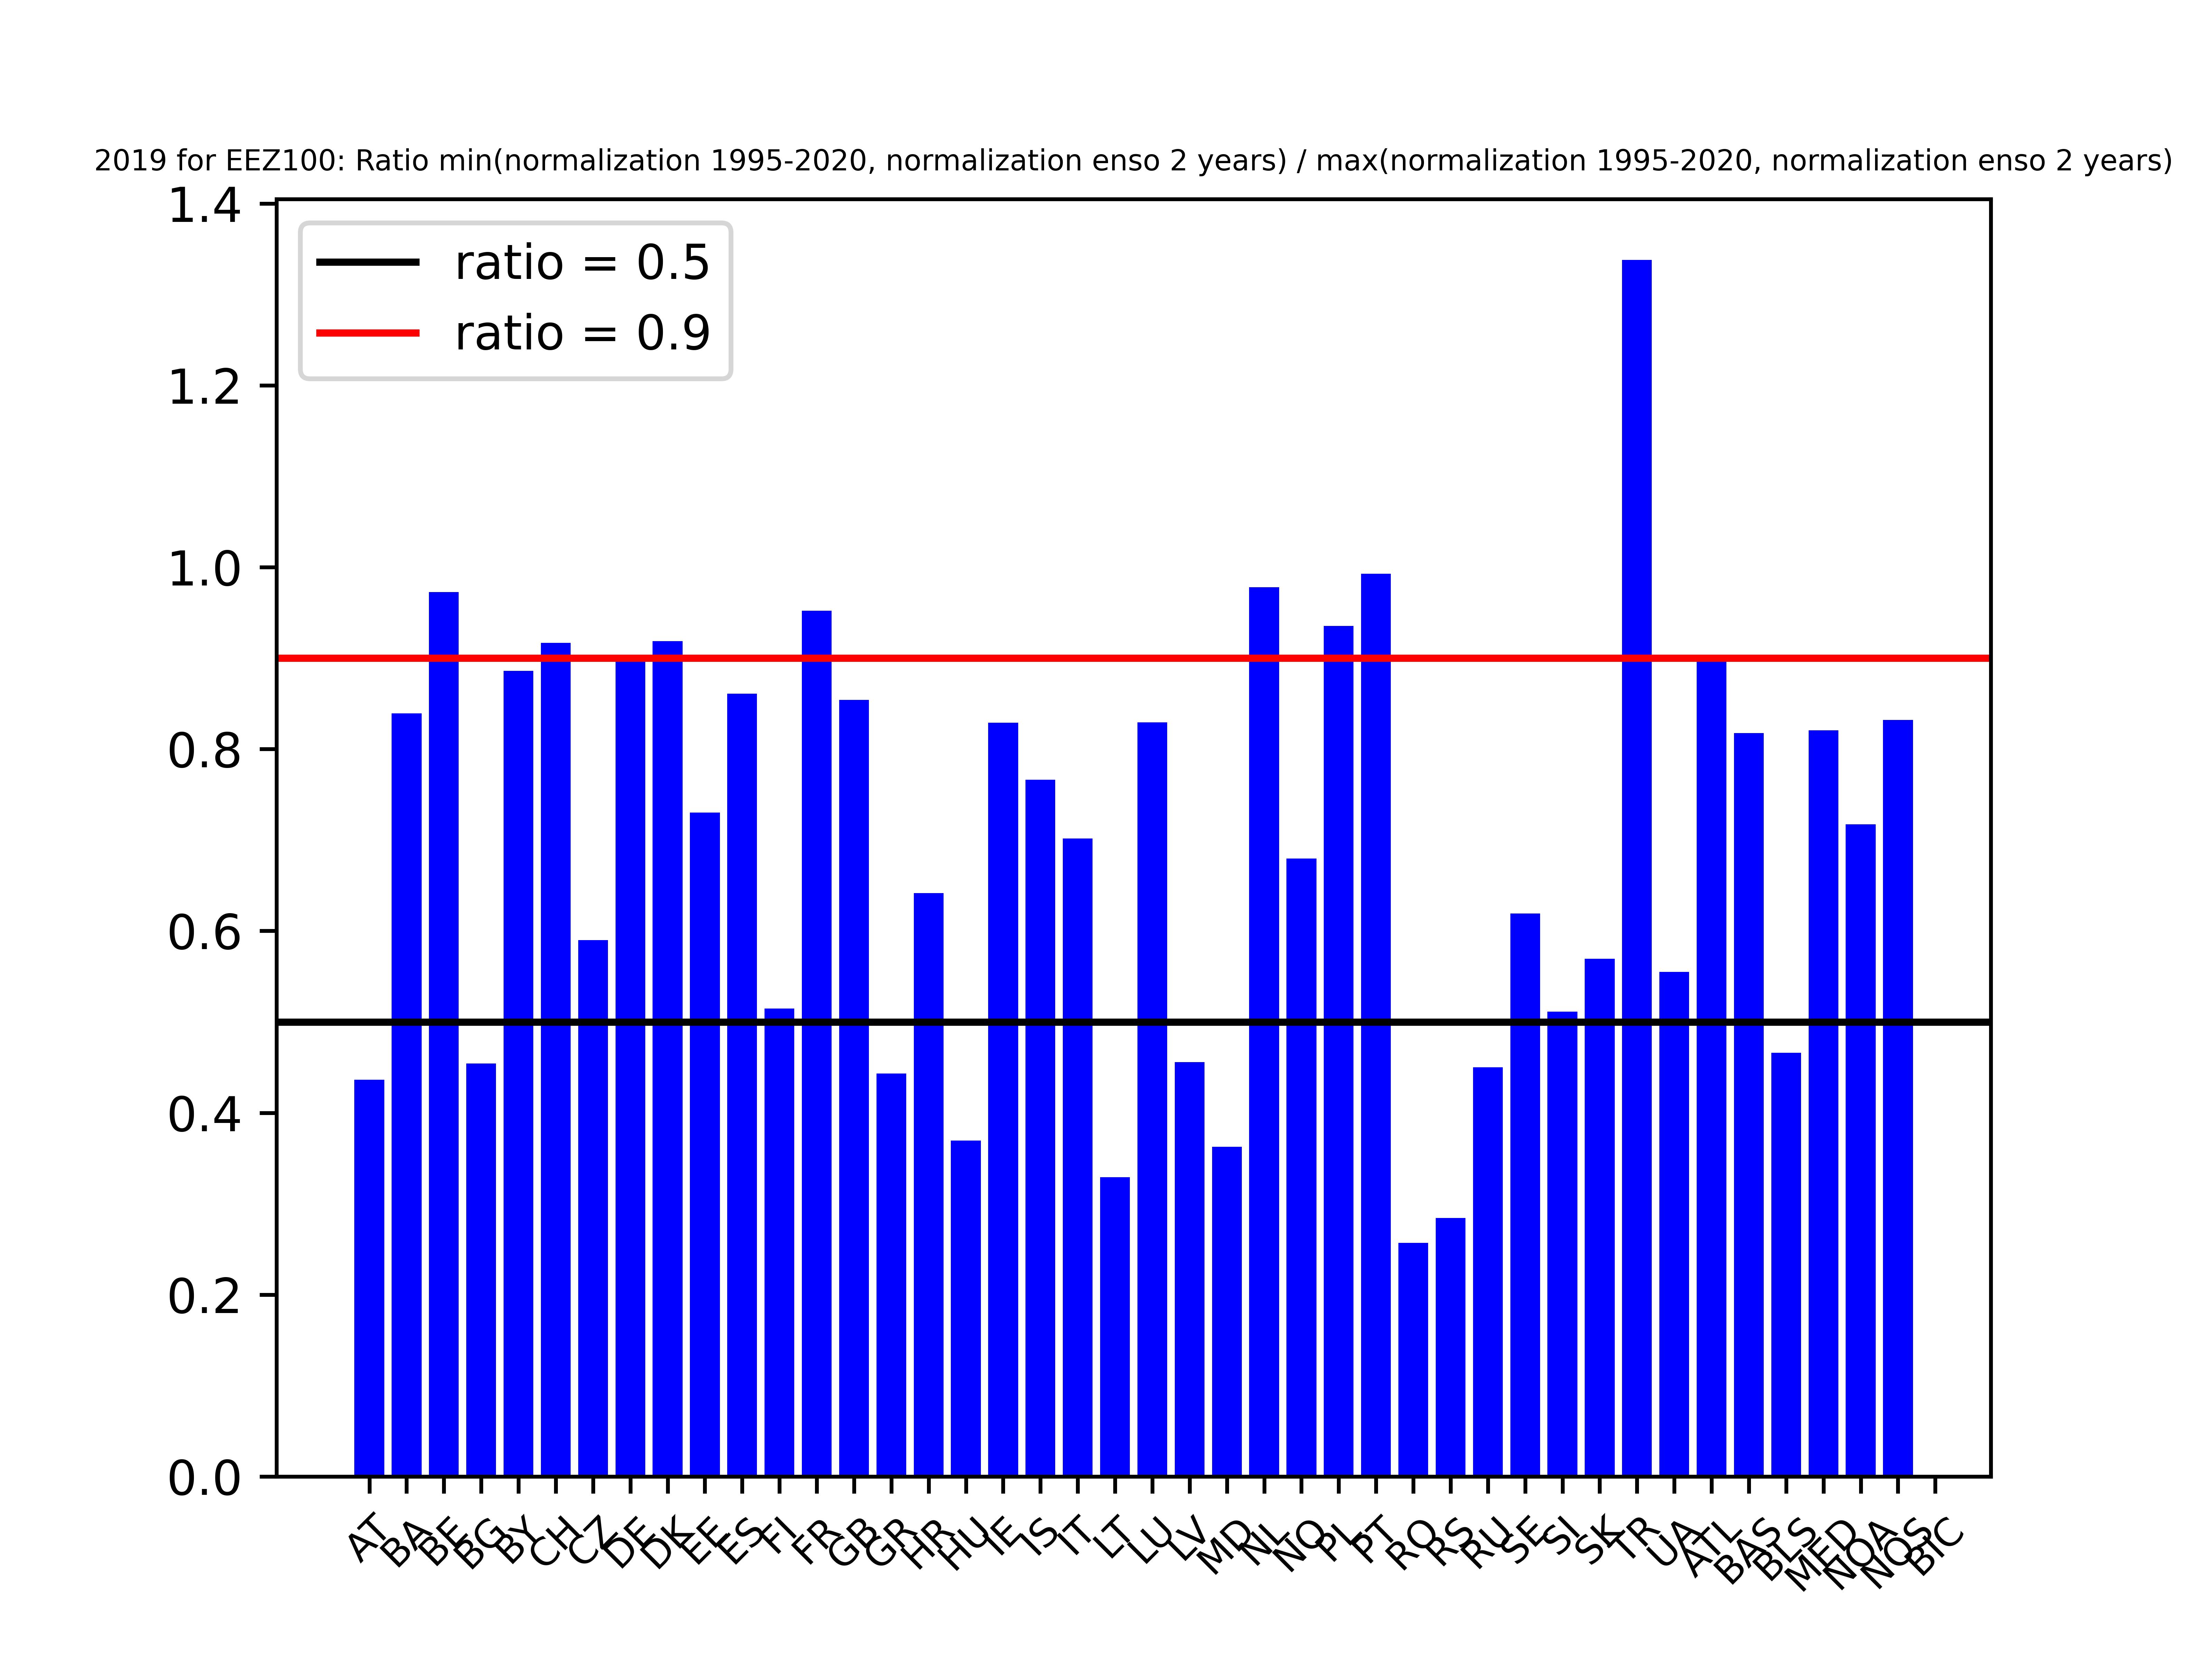 2019 for EEZ100: Ratio min(normalization 1995-2020, normalization enso 2 years) / max(normalization 1995-2020, normalization enso 2 years)
1.4
ratio = 0.5
ratio = 0.9
1.2
1.0
0.8
0.6
0.4
0.2
0.0
AT BA BE BG BY CH CZ DE DK EE ES FI FR GB GR HR HU IE IS IT LT LU LV MD NL NO PL PT RO RS RU SE SI SK TR UA ATL BAS BLS MED NOA NOS BIC